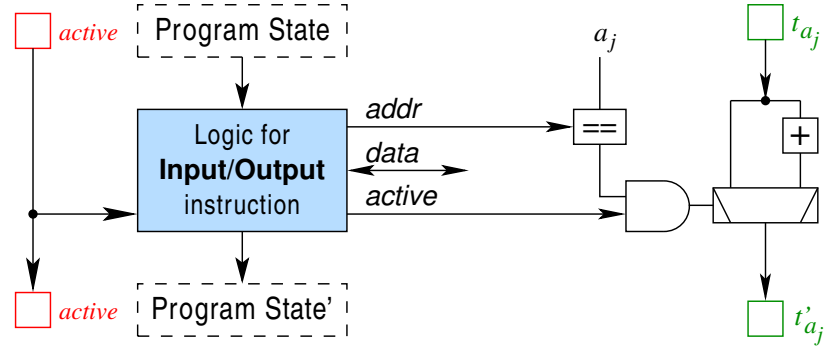 active
Program State
a_j
t_{a_j}
Logic for
Input/Output
instruction
addr
data
active
==
+
active
Program State'
t'_{a_j}